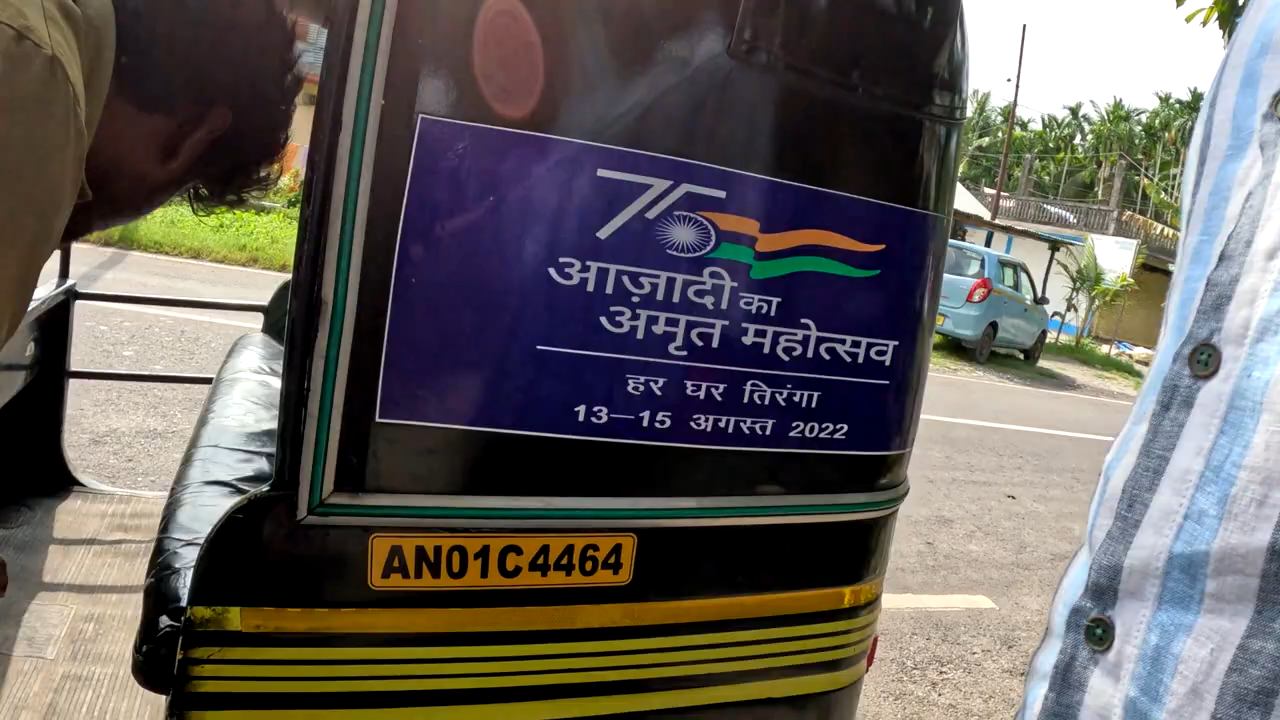 75
आज़ादी का
अमृत महोत्सव
हर घर तिरंगा
13-15 अगस्त 2022
AN01C4464